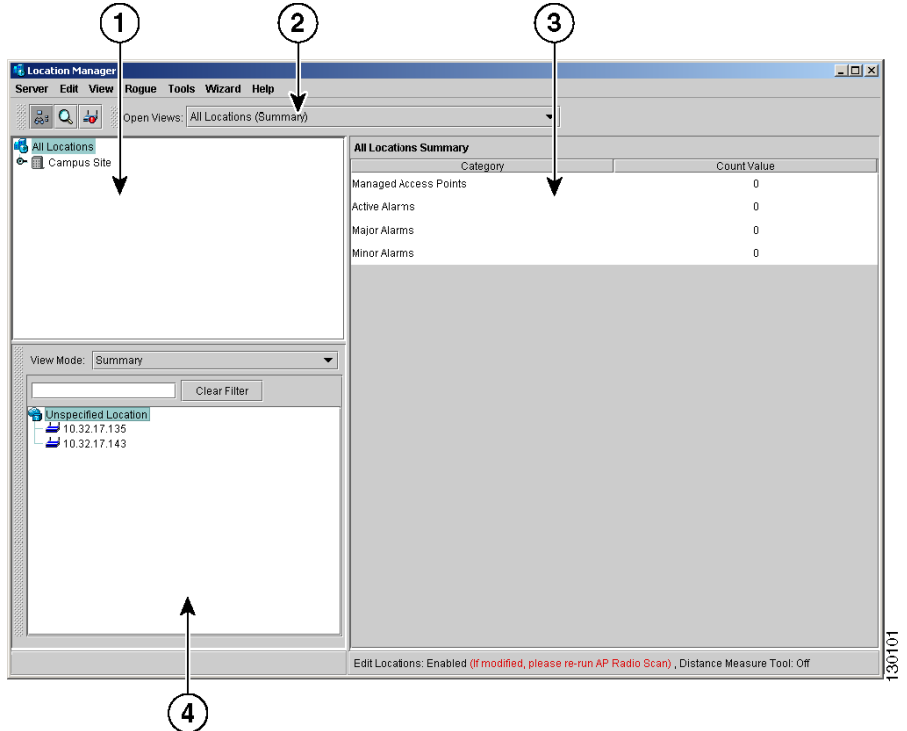 1
2
3
Location Manager
Server Edit View Rogue Tools Wizard Help
Open Views: All Locations (Summary)
All Locations
Campus Site
All Locations Summary
Category Count Value
Managed Access Points 0
Active Alarms 0
Major Alarms 0
Minor Alarms 0
View Mode: Summary
Clear Filter
Unspecified Location
10.32.17.135
10.32.17.143
Edit Locations: Enabled (If modified, please re-run AP Radio Scan) , Distance Measure Tool: Off
130101
4